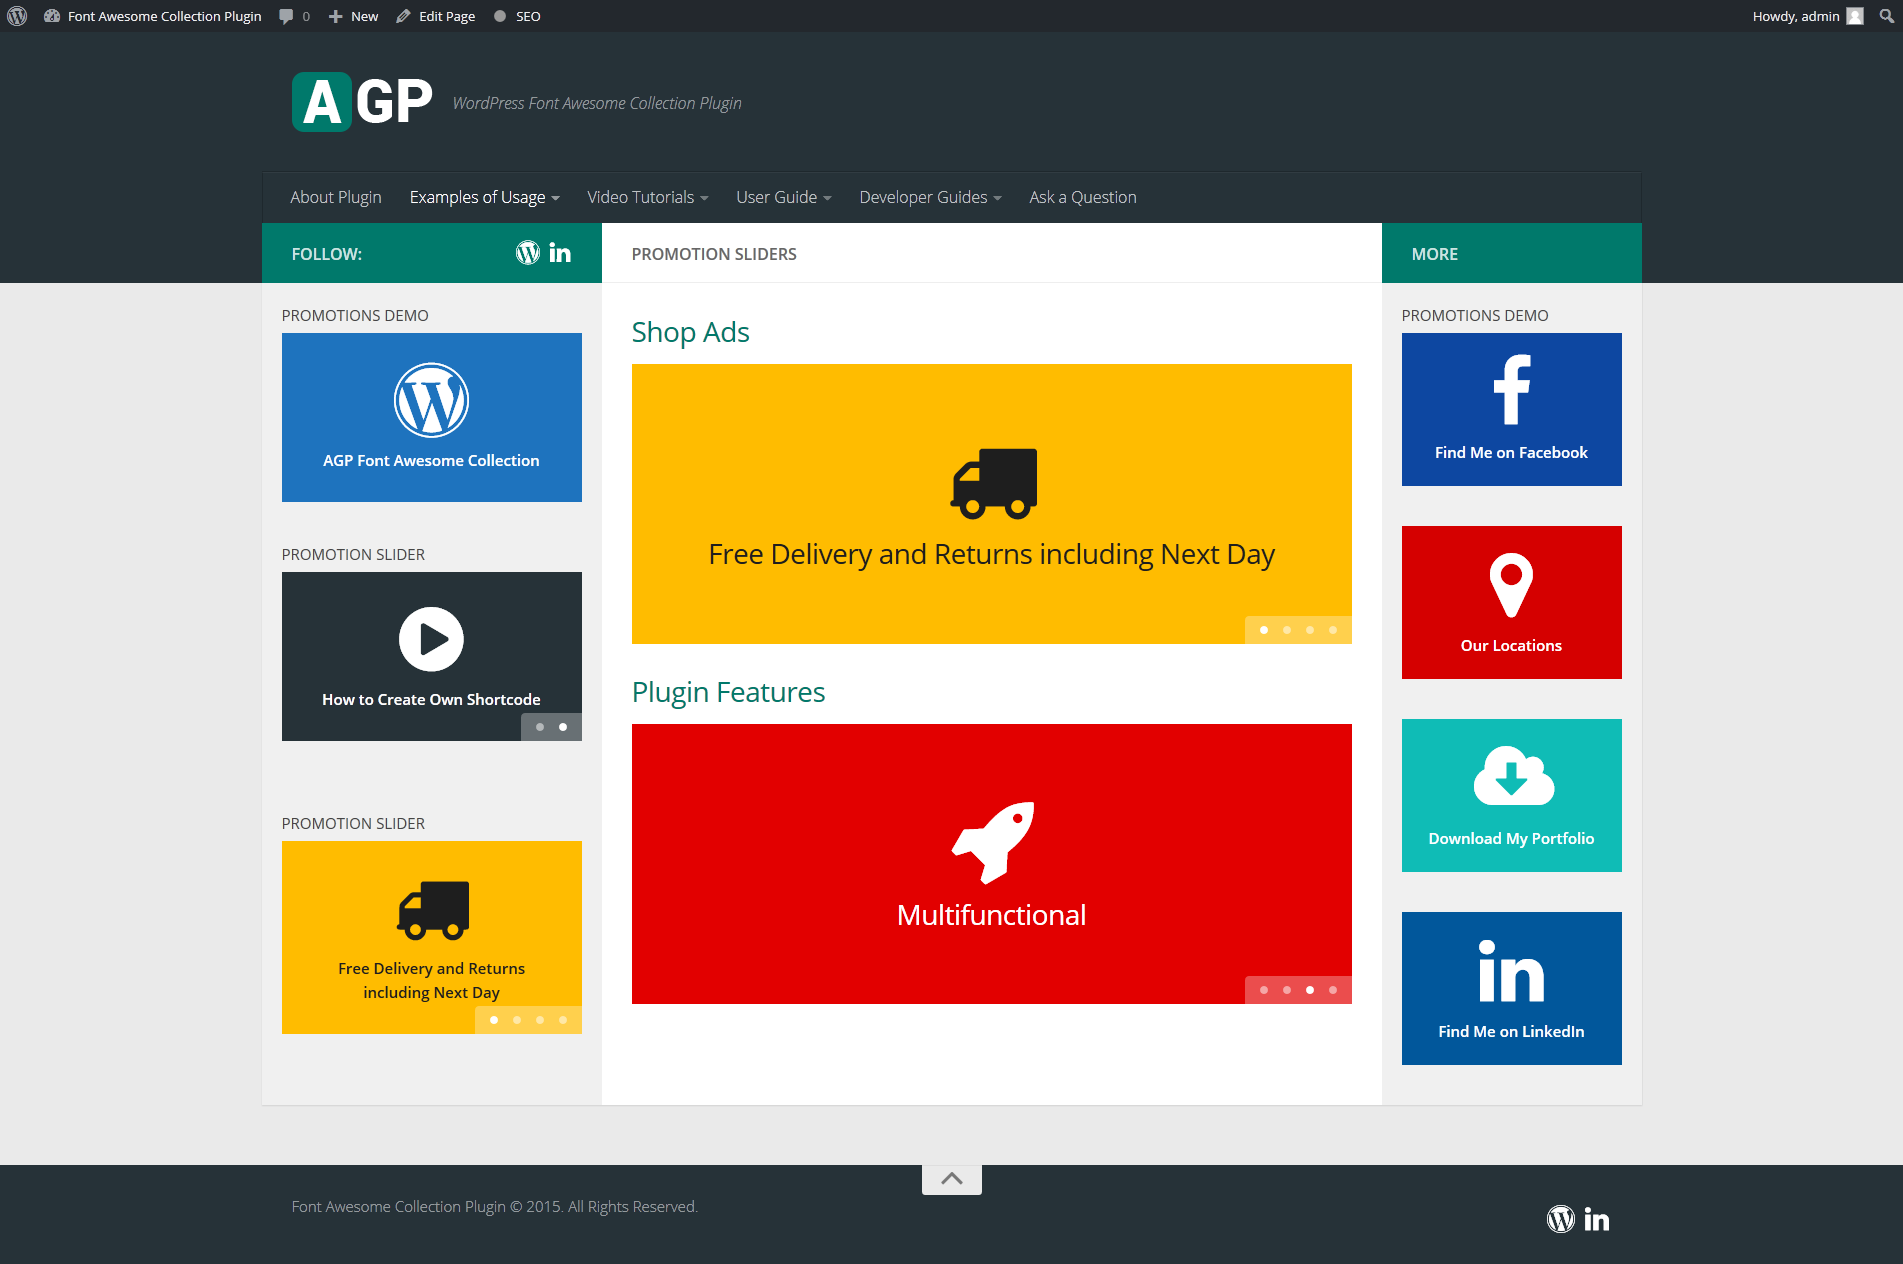 Font Awesome Collection Plugin 0 New Edit Page SEO Howdy, admin
AGP WordPress Font Awesome Collection Plugin
About Plugin Examples of Usage Video Tutorials User Guide Developer Guides Ask a Question
FOLLOW:
PROMOTIONS DEMO
AGP Font Awesome Collection
PROMOTION SLIDER
How to Create Own Shortcode
PROMOTION SLIDER
Free Delivery and Returns
including Next Day
PROMOTION SLIDERS
Shop Ads
Free Delivery and Returns including Next Day
Plugin Features
Multifunctional
MORE
PROMOTIONS DEMO
Find Me on Facebook
Our Locations
Download My Portfolio
in
Find Me on LinkedIn
Font Awesome Collection Plugin © 2015. All Rights Reserved.